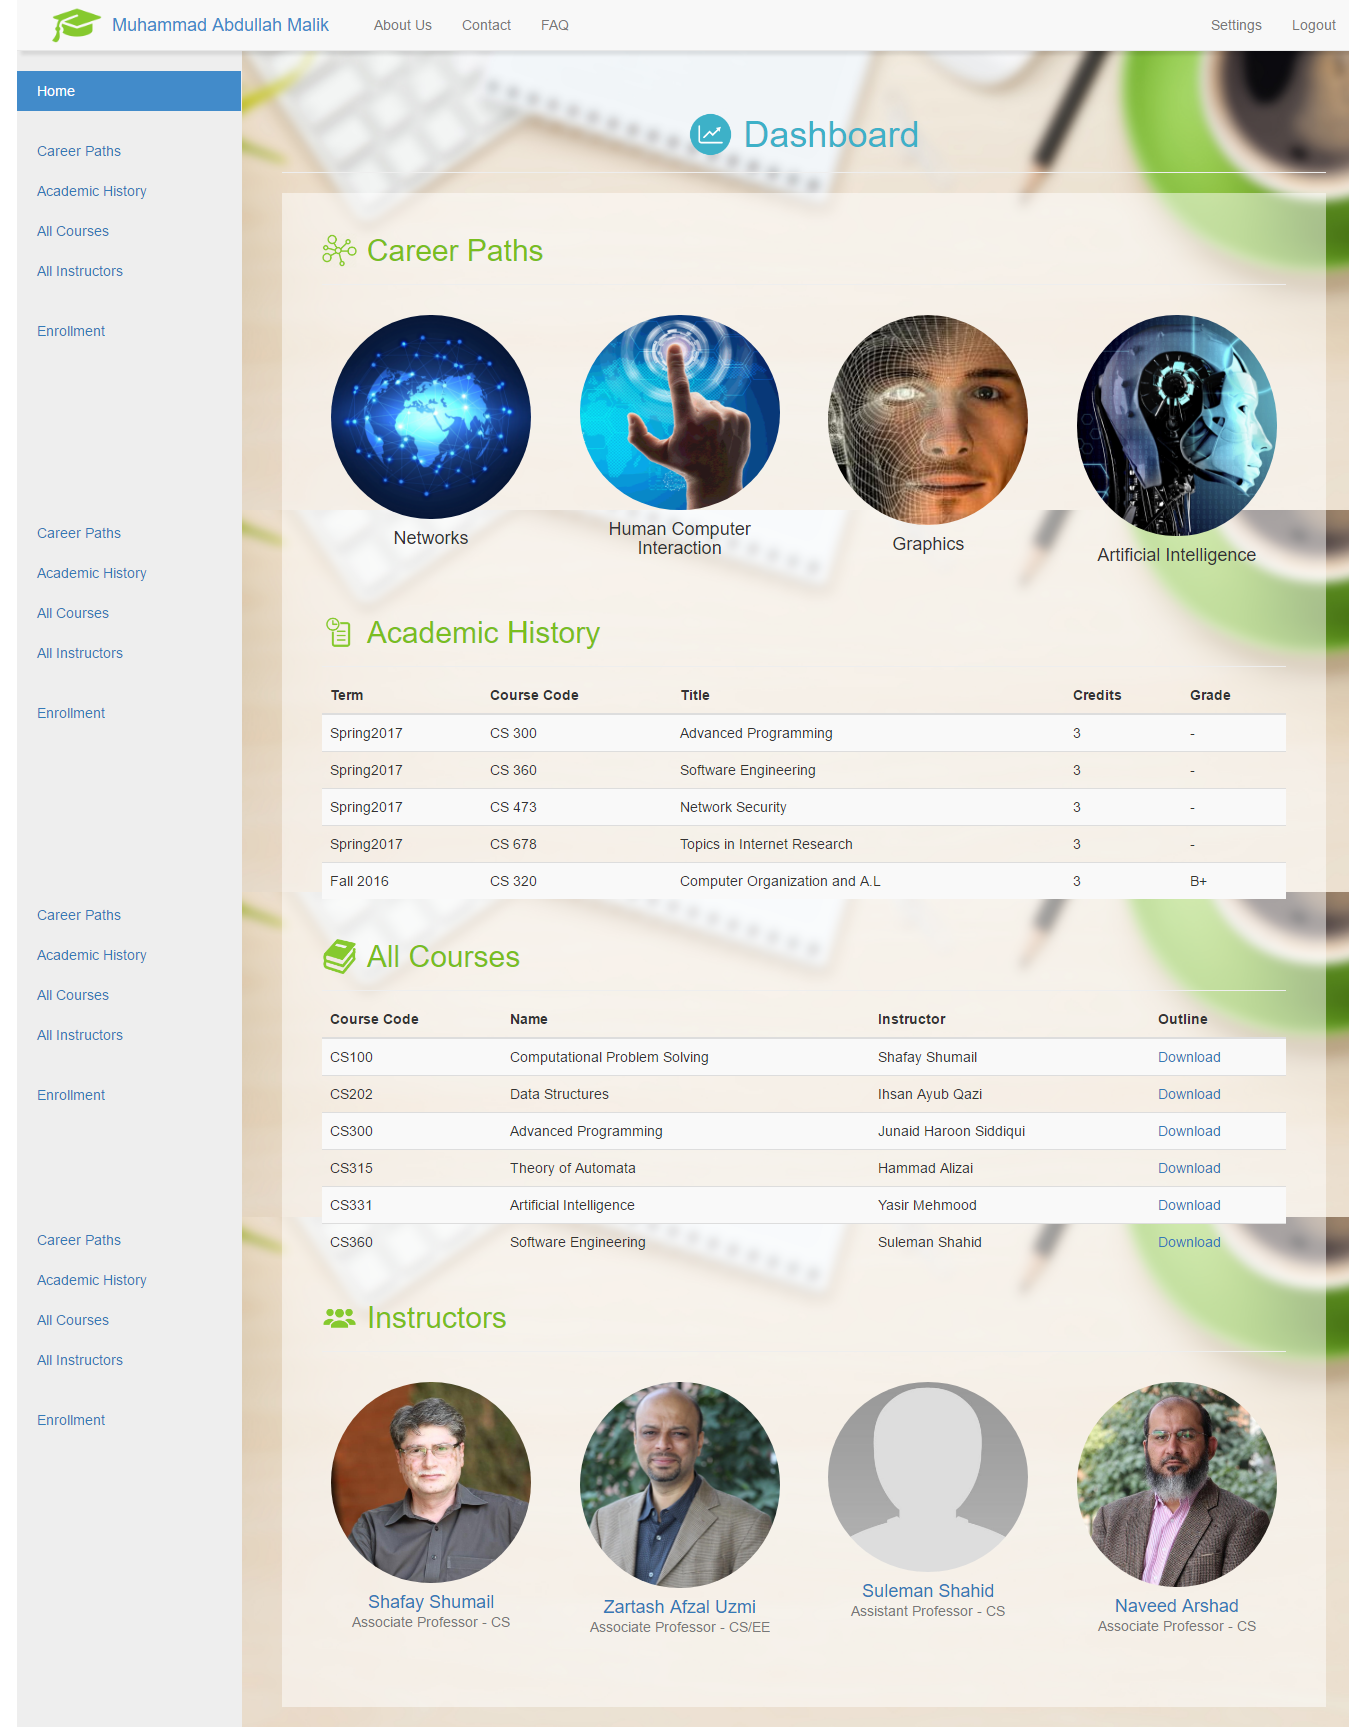 Muhammad Abdullah Malik About Us Contact FAQ Settings Logout
Home
Career Paths
Academic History
All Courses
All Instructors
Enrollment
Career Paths
Academic History
All Courses
All Instructors
Enrollment
Career Paths
Academic History
All Courses
All Instructors
Enrollment
Career Paths
Academic History
All Courses
All Instructors
Enrollment
Dashboard
Career Paths
Networks
Human Computer
Interaction
Graphics
Artificial Intelligence
Academic History
Term Course Code Title Credits Grade
Spring2017 CS 300 Advanced Programming 3 -
Spring2017 CS 360 Software Engineering 3 -
Spring2017 CS 473 Network Security 3 -
Spring2017 CS 678 Topics in Internet Research 3 -
Fall 2016 CS 320 Computer Organization and A.L 3 B+
All Courses
Course Code Name Instructor Outline
CS100 Computational Problem Solving Shafay Shumail Download
CS202 Data Structures Ihsan Ayub Qazi Download
CS300 Advanced Programming Junaid Haroon Siddiqui Download
CS315 Theory of Automata Hammad Alizai Download
CS331 Artificial Intelligence Yasir Mehmood Download
CS360 Software Engineering Suleman Shahid Download
Instructors
Shafay Shumail
Associate Professor - CS
Zartash Afzal Uzmi
Associate Professor - CS/EE
Suleman Shahid
Assistant Professor - CS
Naveed Arshad
Associate Professor - CS